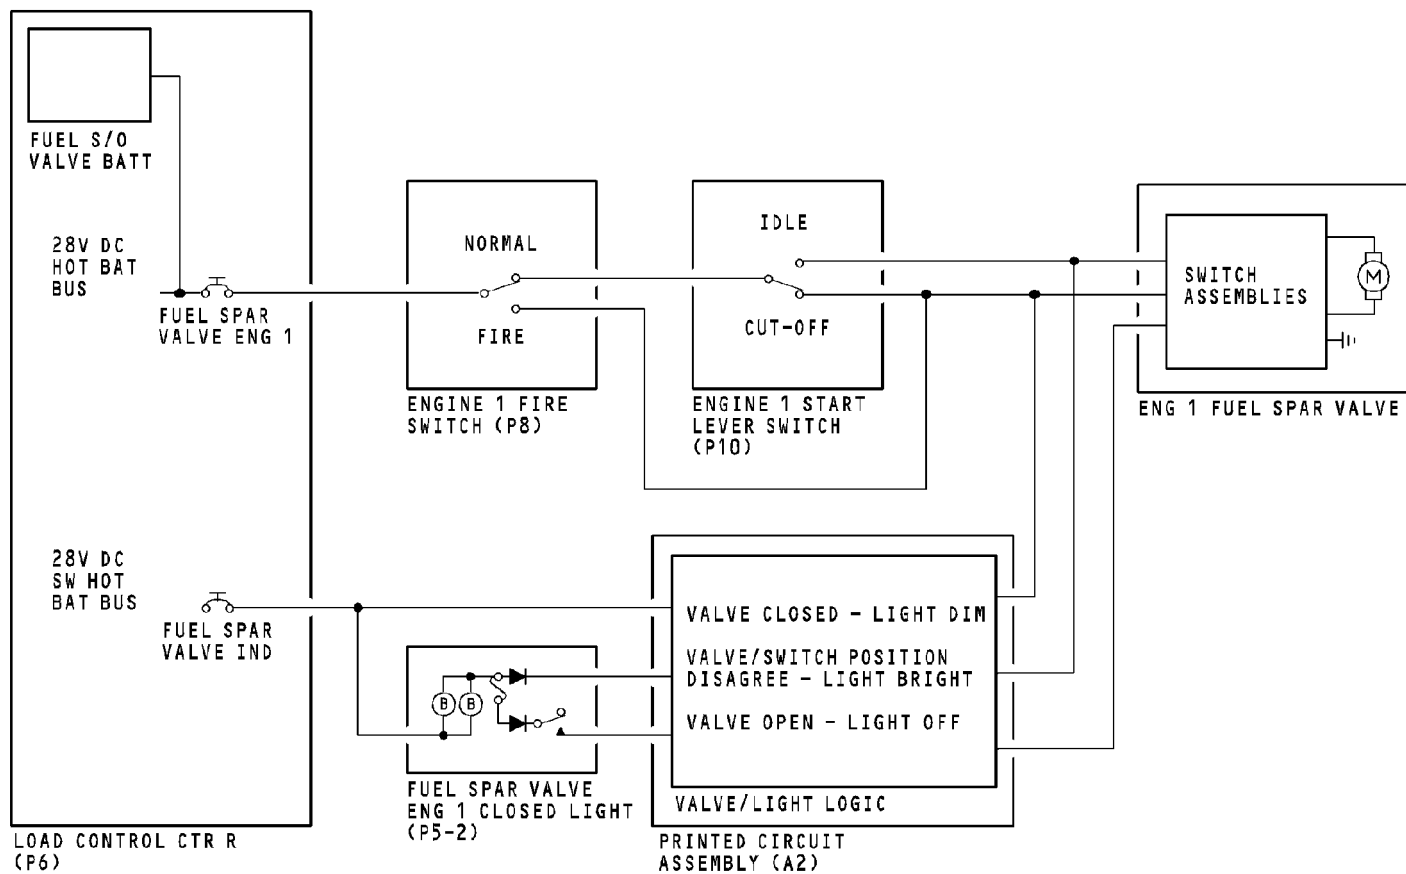 FUEL S/O
VALVE BATT
28V DC
HOT BAT
BUS
FUEL SPAR
VALVE ENG 1
NORMAL
FIRE
ENGINE 1 FIRE
SWITCH (P8)
IDLE
CUT-OFF
ENGINE 1 START
LEVER SWITCH
(P10)
SWITCH
ASSEMBLIES
M
ENG 1 FUEL SPAR VALVE
28V DC
SW HOT
BAT BUS
FUEL SPAR
VALVE IND
B B
FUEL SPAR VALVE
ENG 1 CLOSED LIGHT
(P5-2)
VALVE CLOSED - LIGHT DIM
VALVE/SWITCH POSITION
DISAGREE - LIGHT BRIGHT
VALVE OPEN - LIGHT OFF
VALVE/LIGHT LOGIC
PRINTED CIRCUIT
ASSEMBLY (A2)
LOAD CONTROL CTR R
(P6)